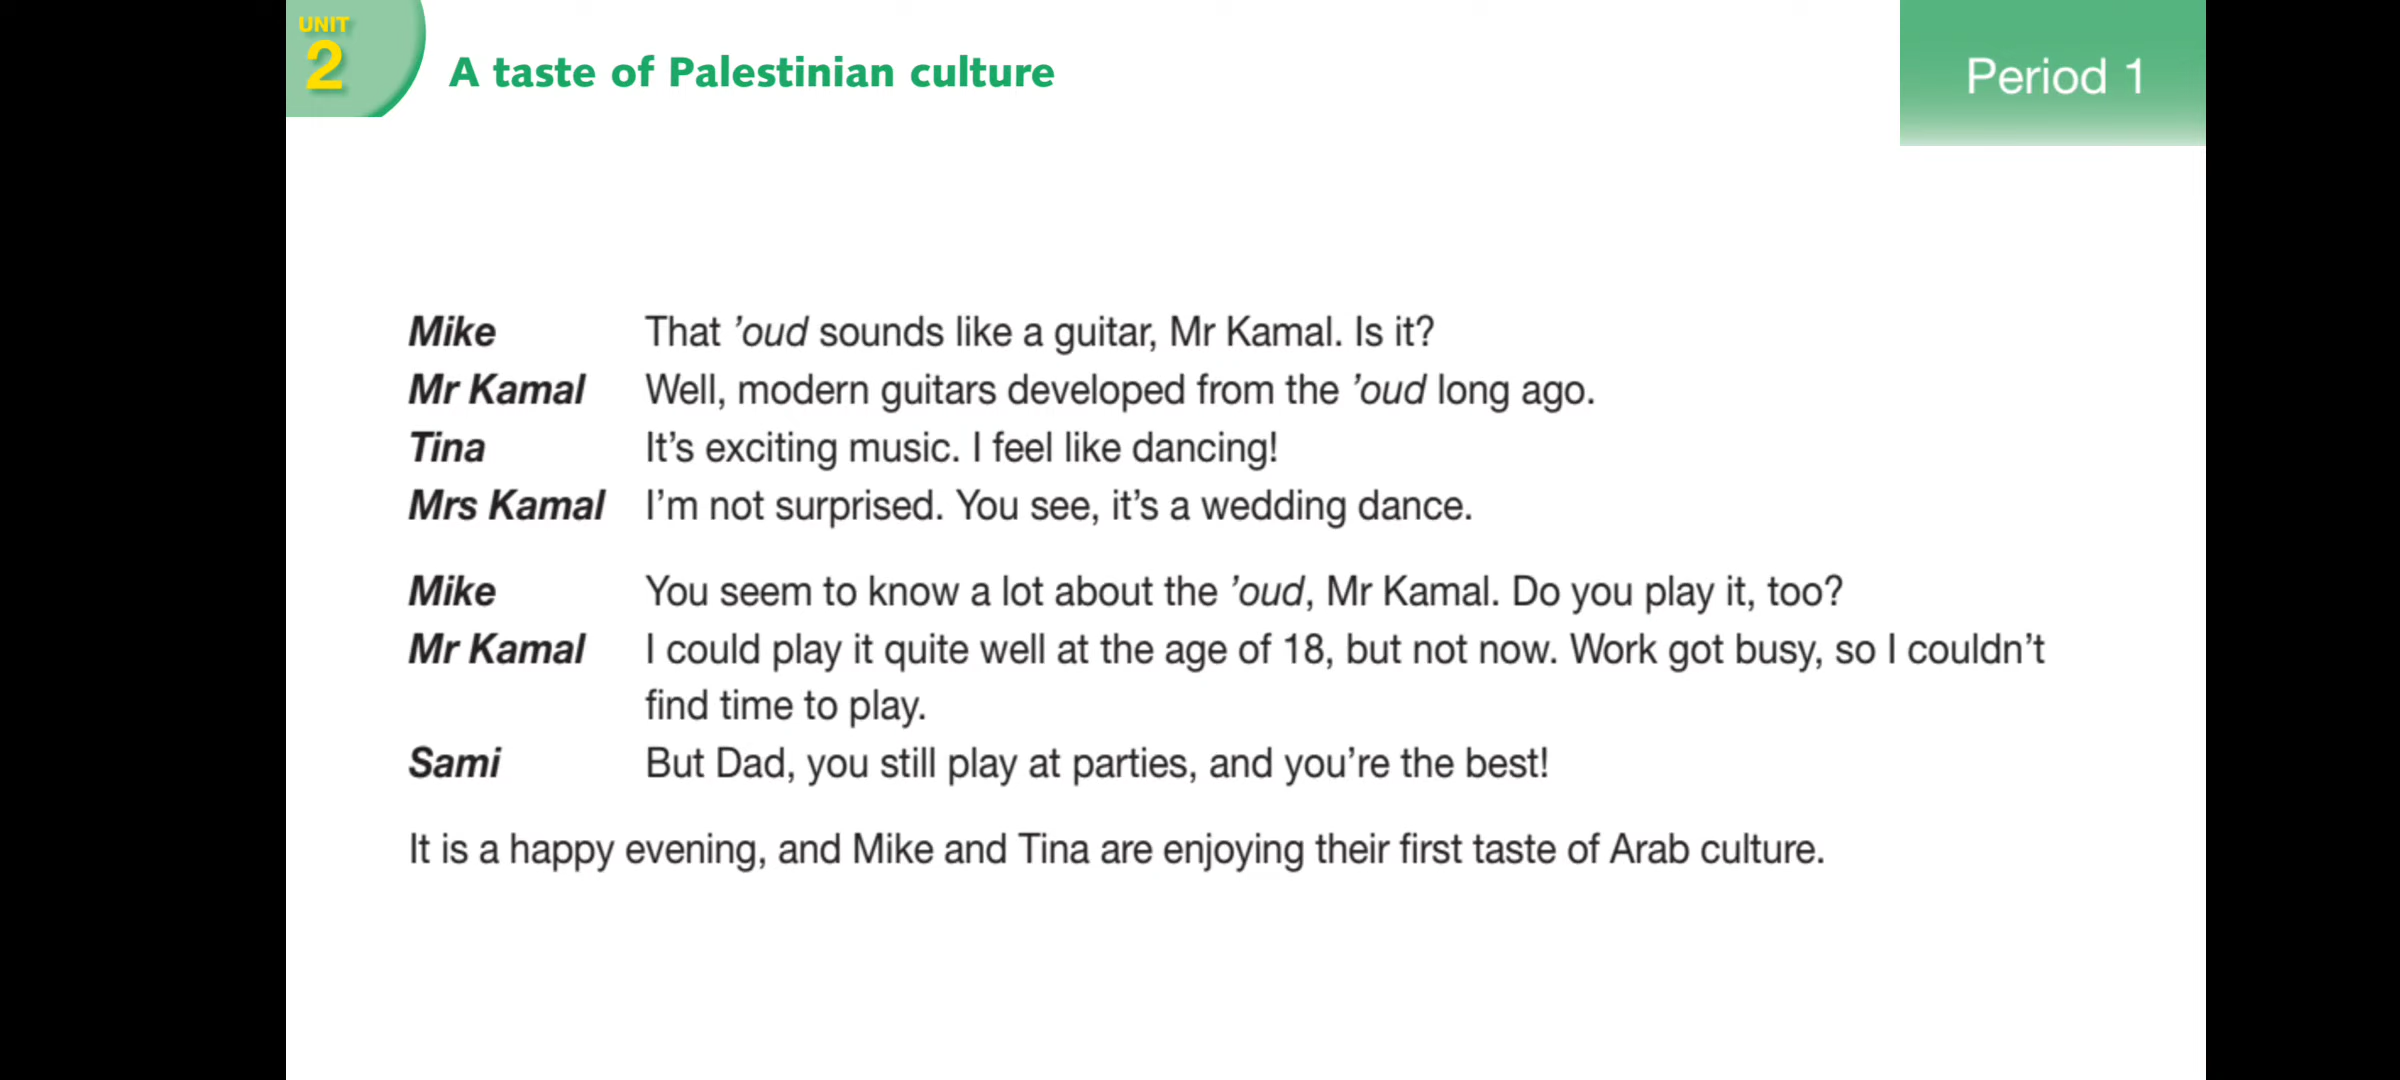 UNIT
2
A taste of Palestinian culture
Period 1
Mike That ’oud sounds like a guitar, Mr Kamal. Is it?
Mr Kamal Well, modern guitars developed from the ’oud long ago.
Tina It’s exciting music. I feel like dancing!
Mrs Kamal I’m not surprised. You see, it’s a wedding dance.
Mike You seem to know a lot about the ’oud, Mr Kamal. Do you play it, too?
Mr Kamal I could play it quite well at the age of 18, but not now. Work got busy, so I couldn’t
find time to play.
Sami But Dad, you still play at parties, and you’re the best!
It is a happy evening, and Mike and Tina are enjoying their first taste of Arab culture.